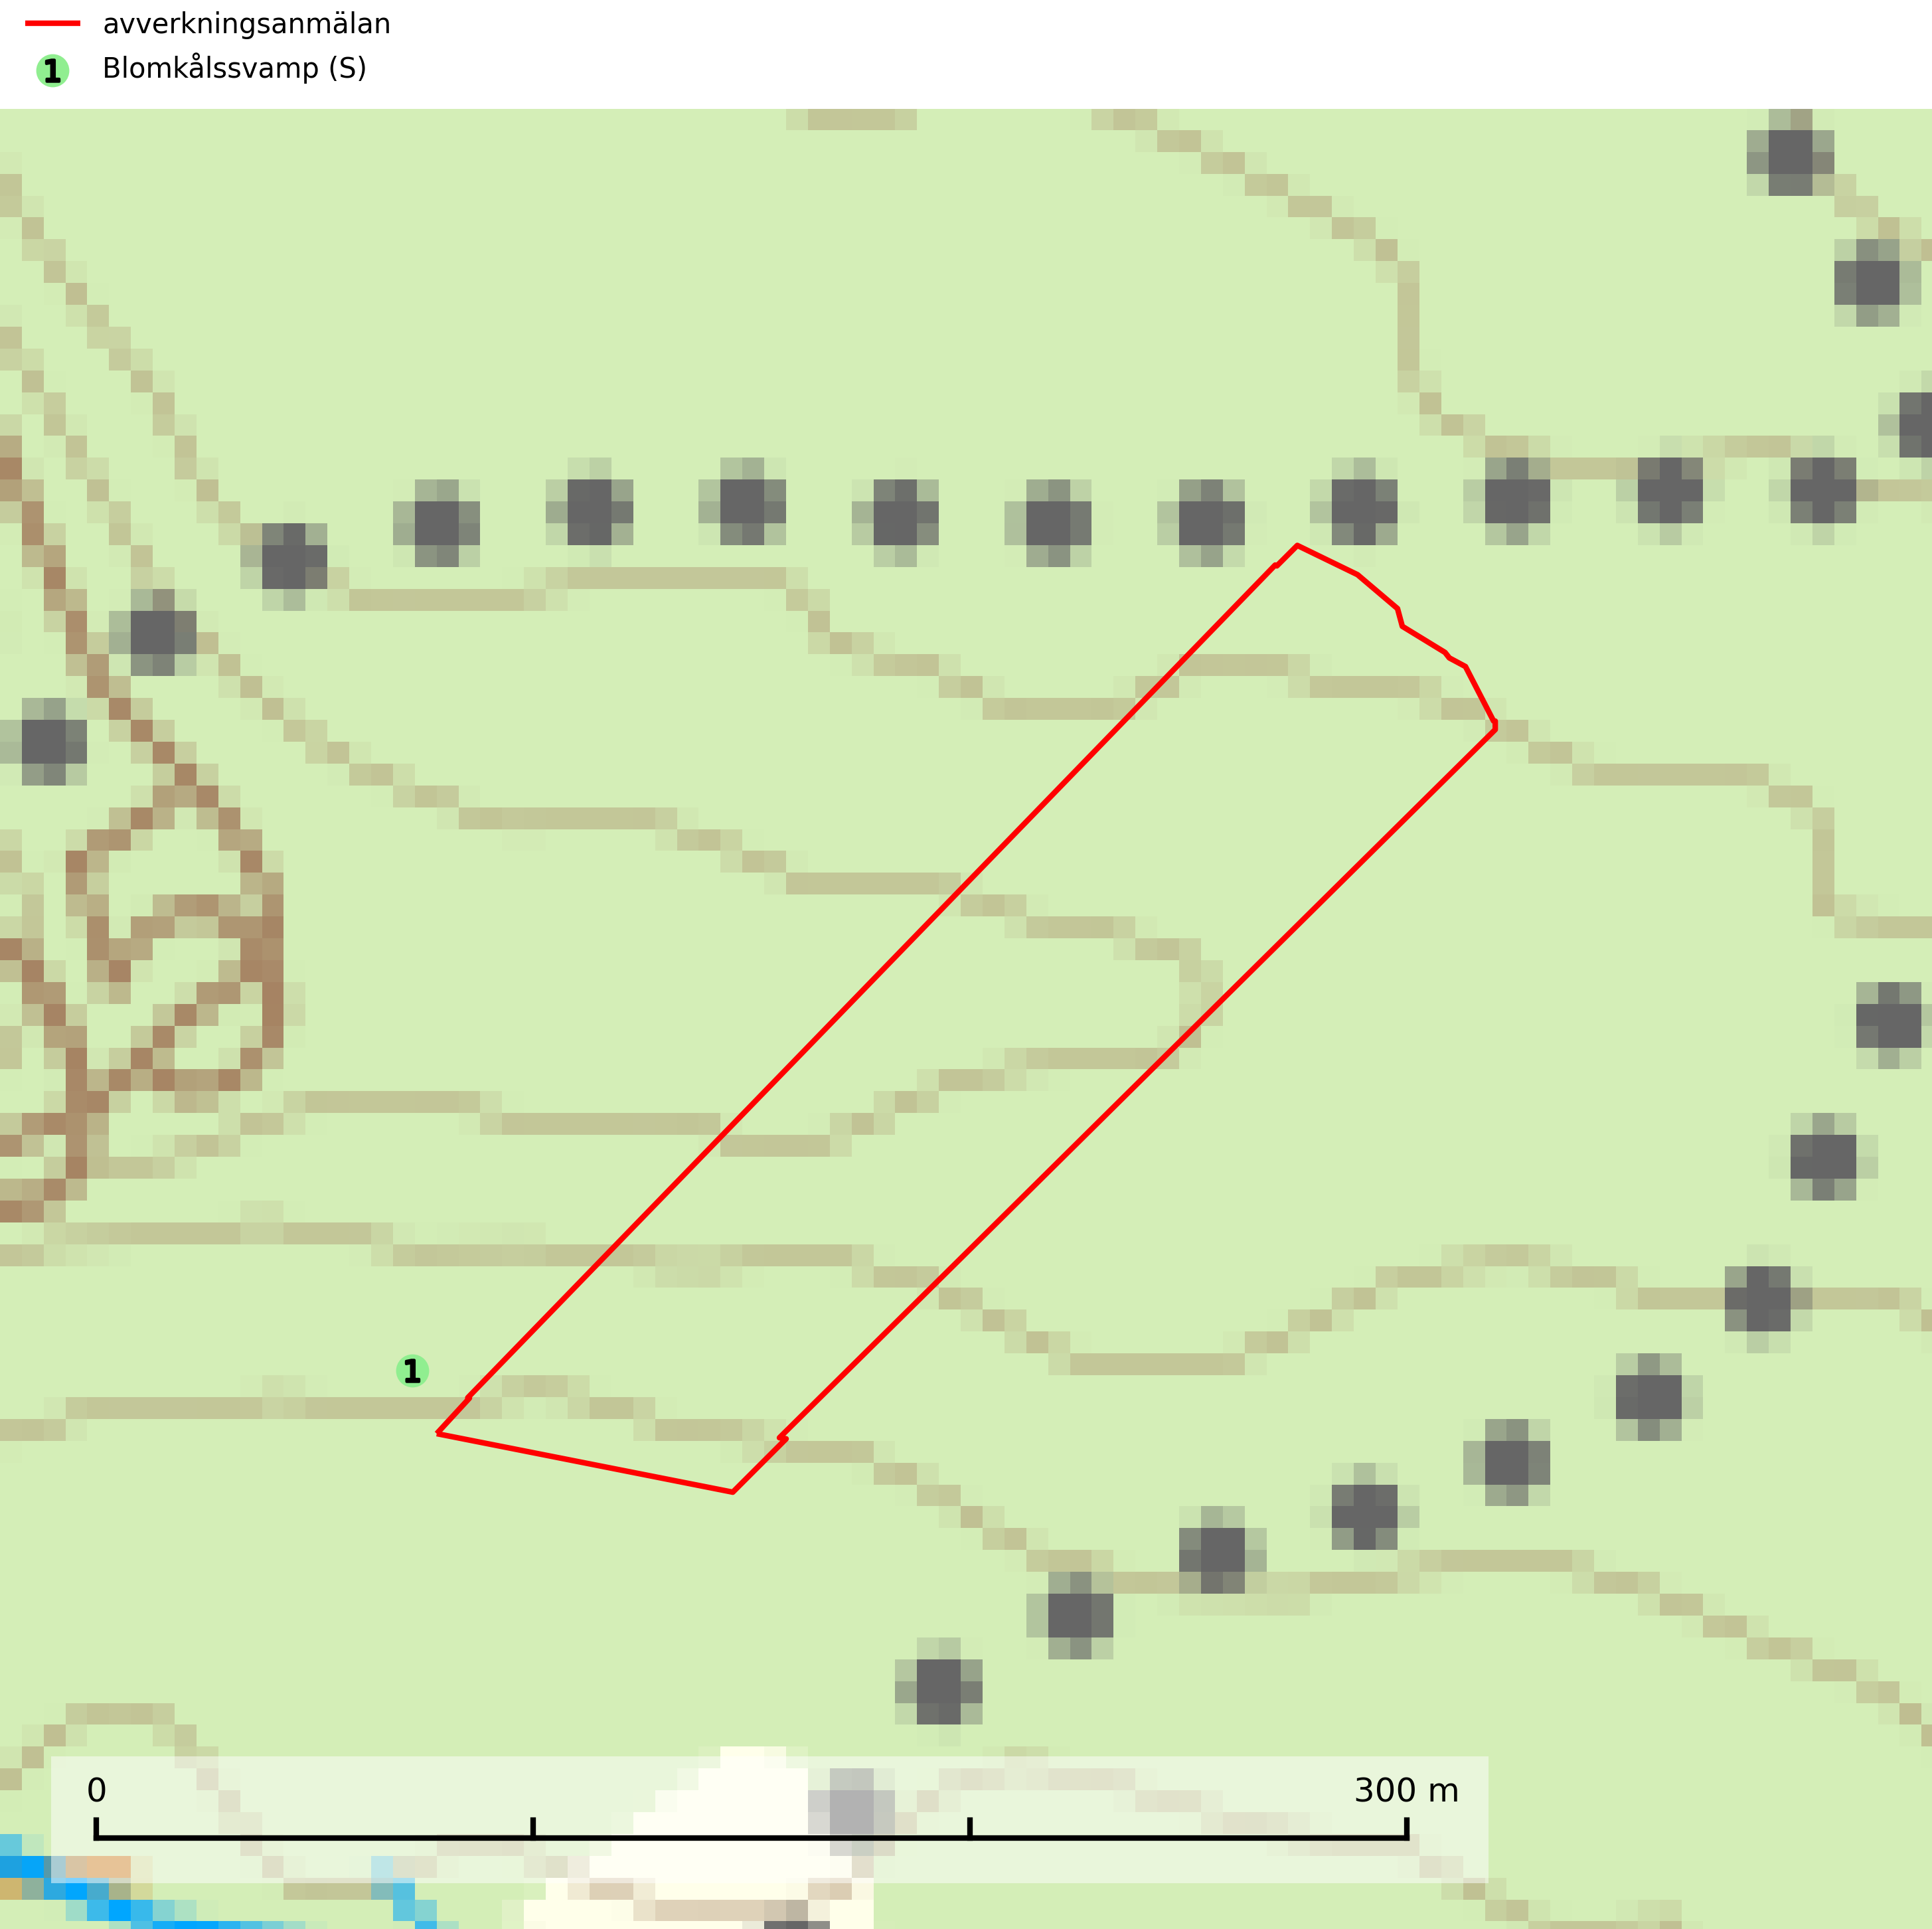 avverkningsanmälan
1 Blomkålssvamp (S)
1
0 300 m